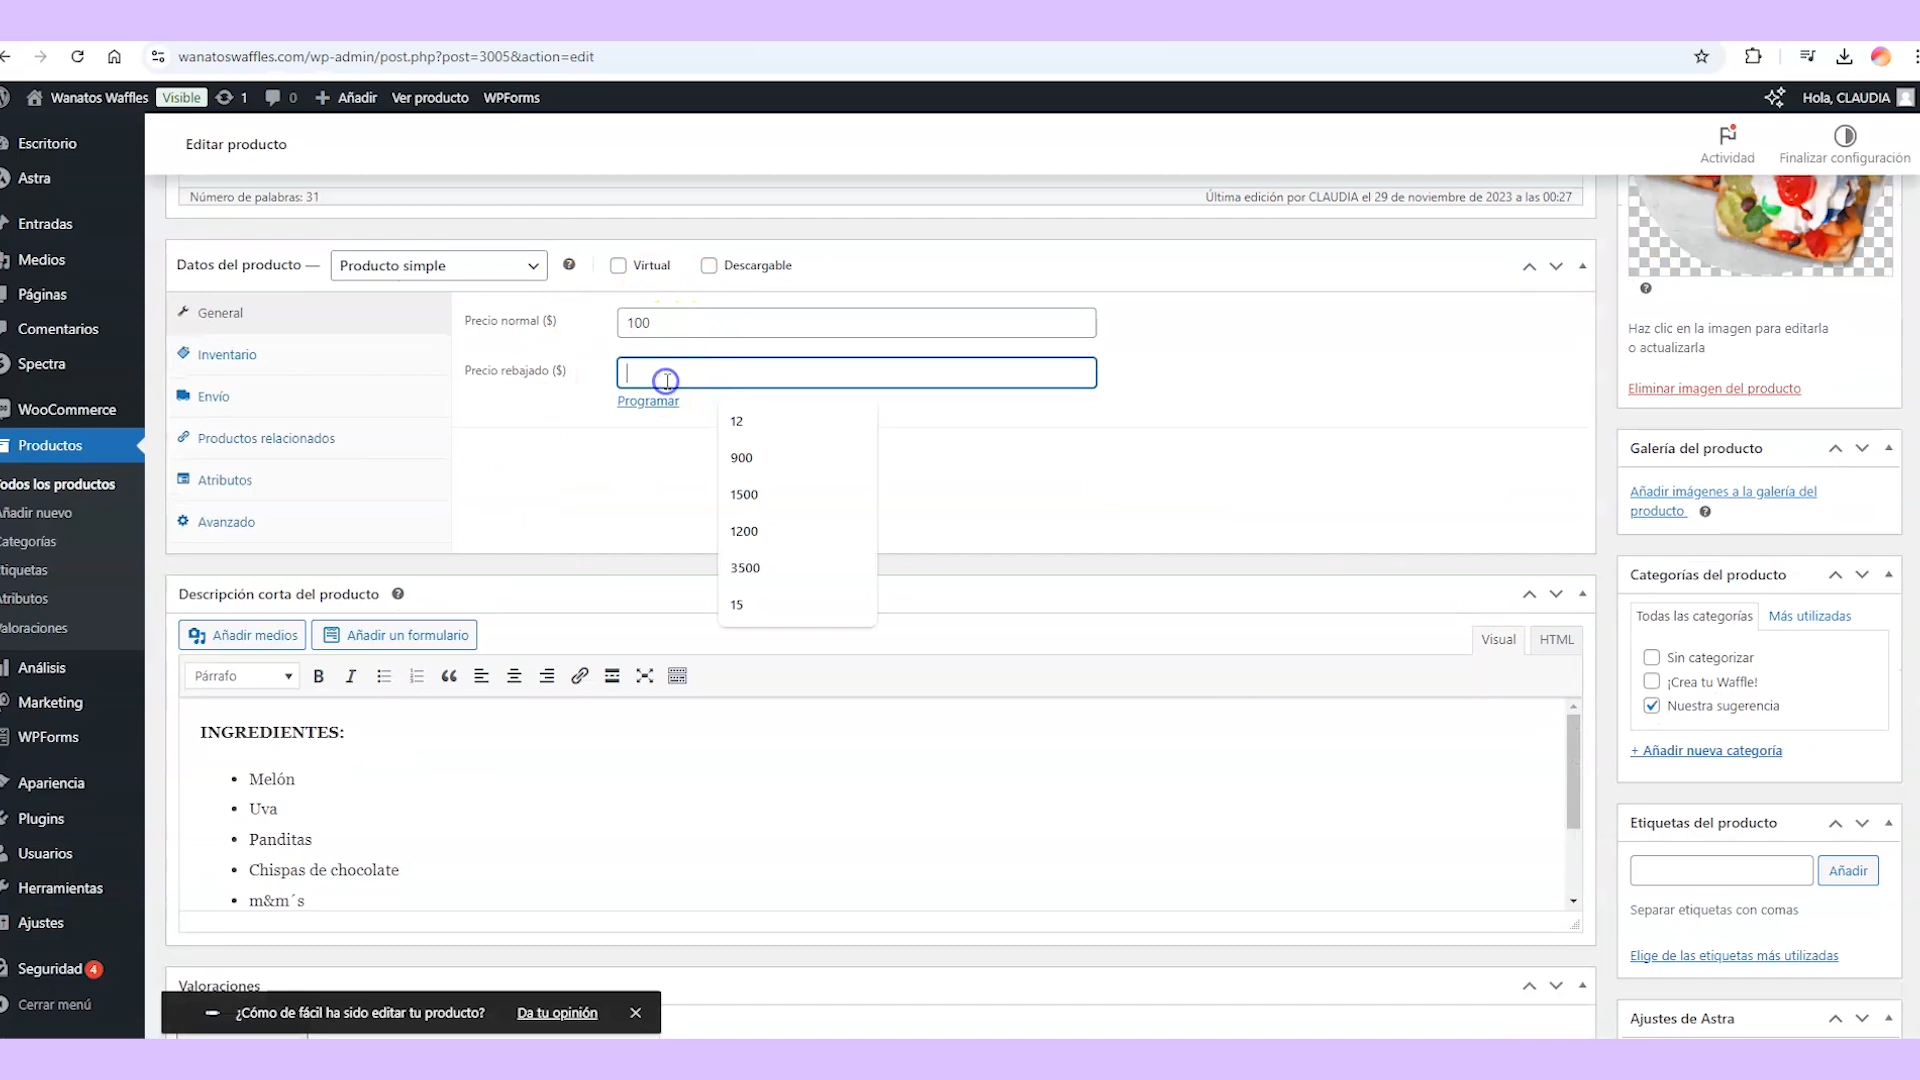 wanatoswaffles.com/wp-admin/post.php?post=3005&action=edit
Wanatos Waffles Visible 1 0 Añadir Ver producto WPForms Hola, CLAUDIA
Escritorio
Astra
Entradas
Medios
Páginas
Comentarios
Spectra
WooCommerce
Productos
Todos los productos
Añadir nuevo
Categorías
Etiquetas
Atributos
Valoraciones
Análisis
Marketing
WPForms
Apariencia
Plugins
Usuarios
Herramientas
Ajustes
Seguridad 4
Cerrar menú
Editar producto
Actividad
Finalizar configuración
Número de palabras: 31
Última edición por CLAUDIA el 29 de noviembre de 2023 a las 00:27
Datos del producto — Producto simple Virtual Descargable
General
Inventario
Envío
Productos relacionados
Atributos
Avanzado
Precio normal ($) 100
Precio rebajado ($)
Programar
12
900
1500
1200
3500
15
Descripción corta del producto
Añadir medios Añadir un formulario
Visual HTML
Párrafo
INGREDIENTES:
• Melón
• Uva
• Panditas
• Chispas de chocolate
• m&m´s
Valoraciones
¿Cómo de fácil ha sido editar tu producto? Da tu opinión
Haz clic en la imagen para editarla
o actualizarla
Eliminar imagen del producto
Galería del producto
Añadir imágenes a la galería del
producto
Categorías del producto
Todas las categorías Más utilizadas
Sin categorizar
¡Crea tu Waffle!
Nuestra sugerencia
+ Añadir nueva categoría
Etiquetas del producto
Añadir
Separar etiquetas con comas
Elige de las etiquetas más utilizadas
Ajustes de Astra